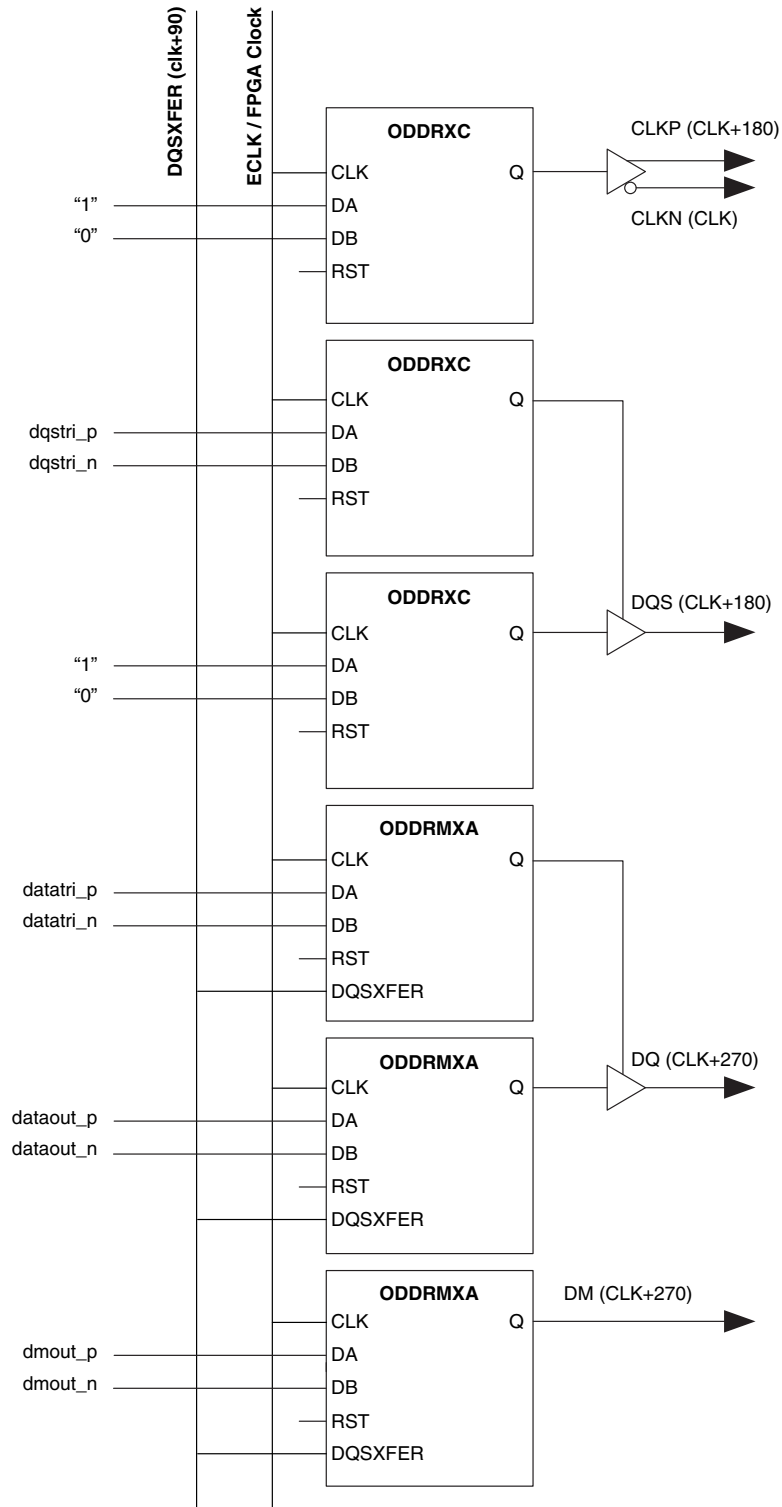 DQSXFER (clk+90)
ECLK / FPGA Clock
ODDRXC
CLK
Q
CLKP (CLK+180)
“1”
DA
“0”
DB
CLKN (CLK)
RST
ODDRXC
CLK
Q
dqstri_p
DA
dqstri_n
DB
RST
ODDRXC
DQS (CLK+180)
CLK
Q
“1”
DA
“0”
DB
RST
ODDRMXA
CLK
Q
datatri_p
DA
datatri_n
DB
RST
DQSXFER
ODDRMXA
DQ (CLK+270)
CLK
Q
dataout_p
DA
dataout_n
DB
RST
DQSXFER
ODDRMXA
DM (CLK+270)
CLK
Q
dmout_p
DA
dmout_n
DB
RST
DQSXFER